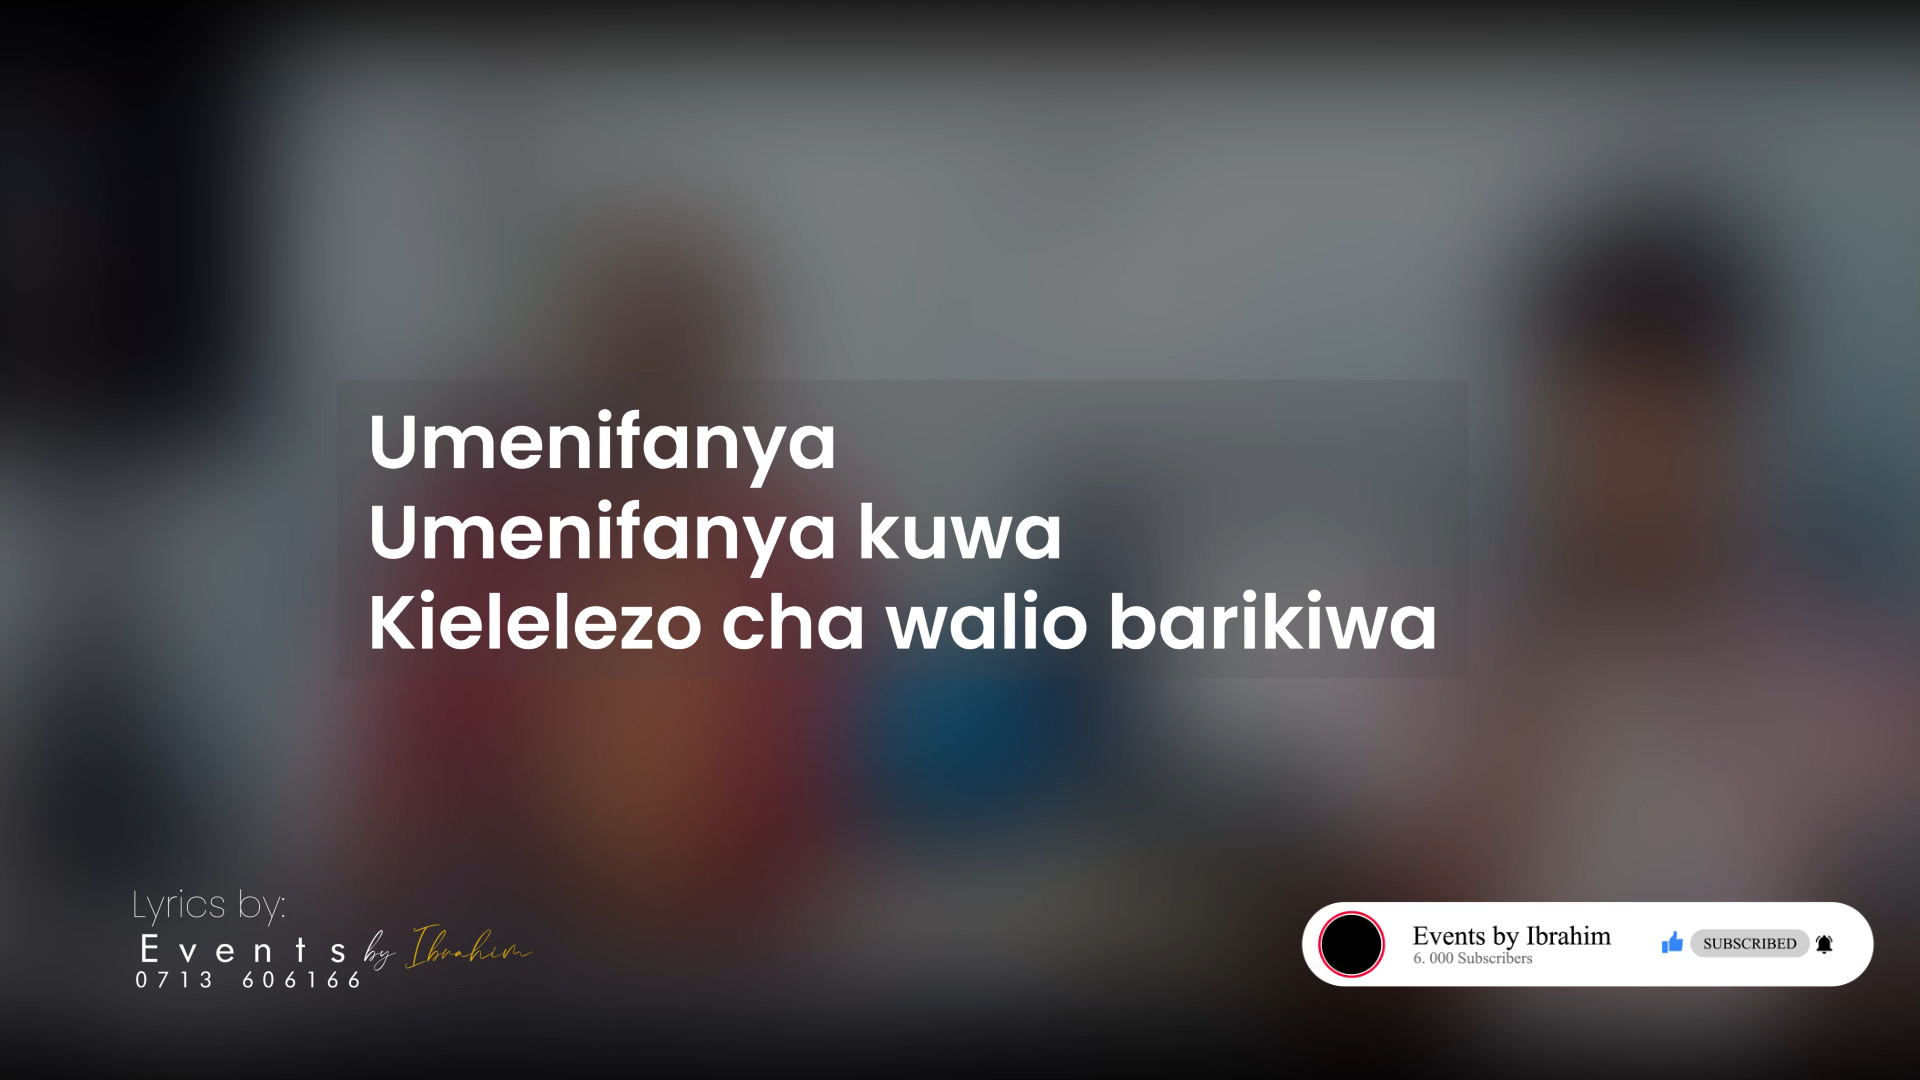 Umenifanya
Umenifanya kuwa
Kielelezo cha walio barikiwa
Lyrics by:
Events by Ibrahim
0713 606166
Events by Ibrahim
6. 000 Subscribers
SUBSCRIBED